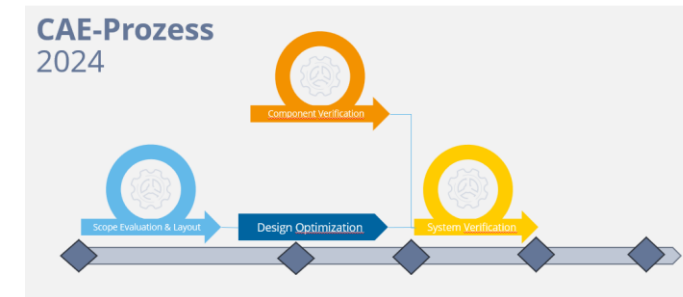 CAE-Prozess
2024
Component Verification
Scope Evaluation & Layout
Design Optimization
System Verification